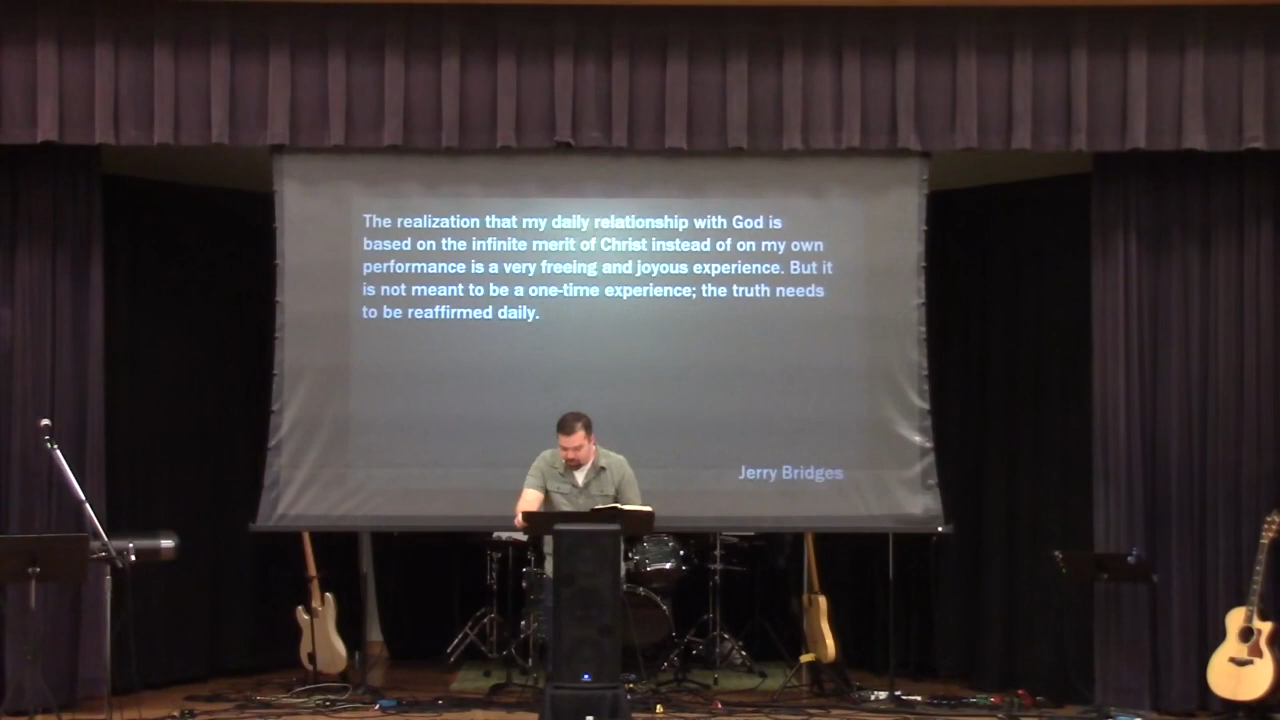 The realization that my daily relationship with God is
based on the infinite merit of Christ instead of on my own
performance is a very freeing and joyous experience. But it
is not meant to be a one-time experience; the truth needs
to be reaffirmed daily.
Jerry Bridges